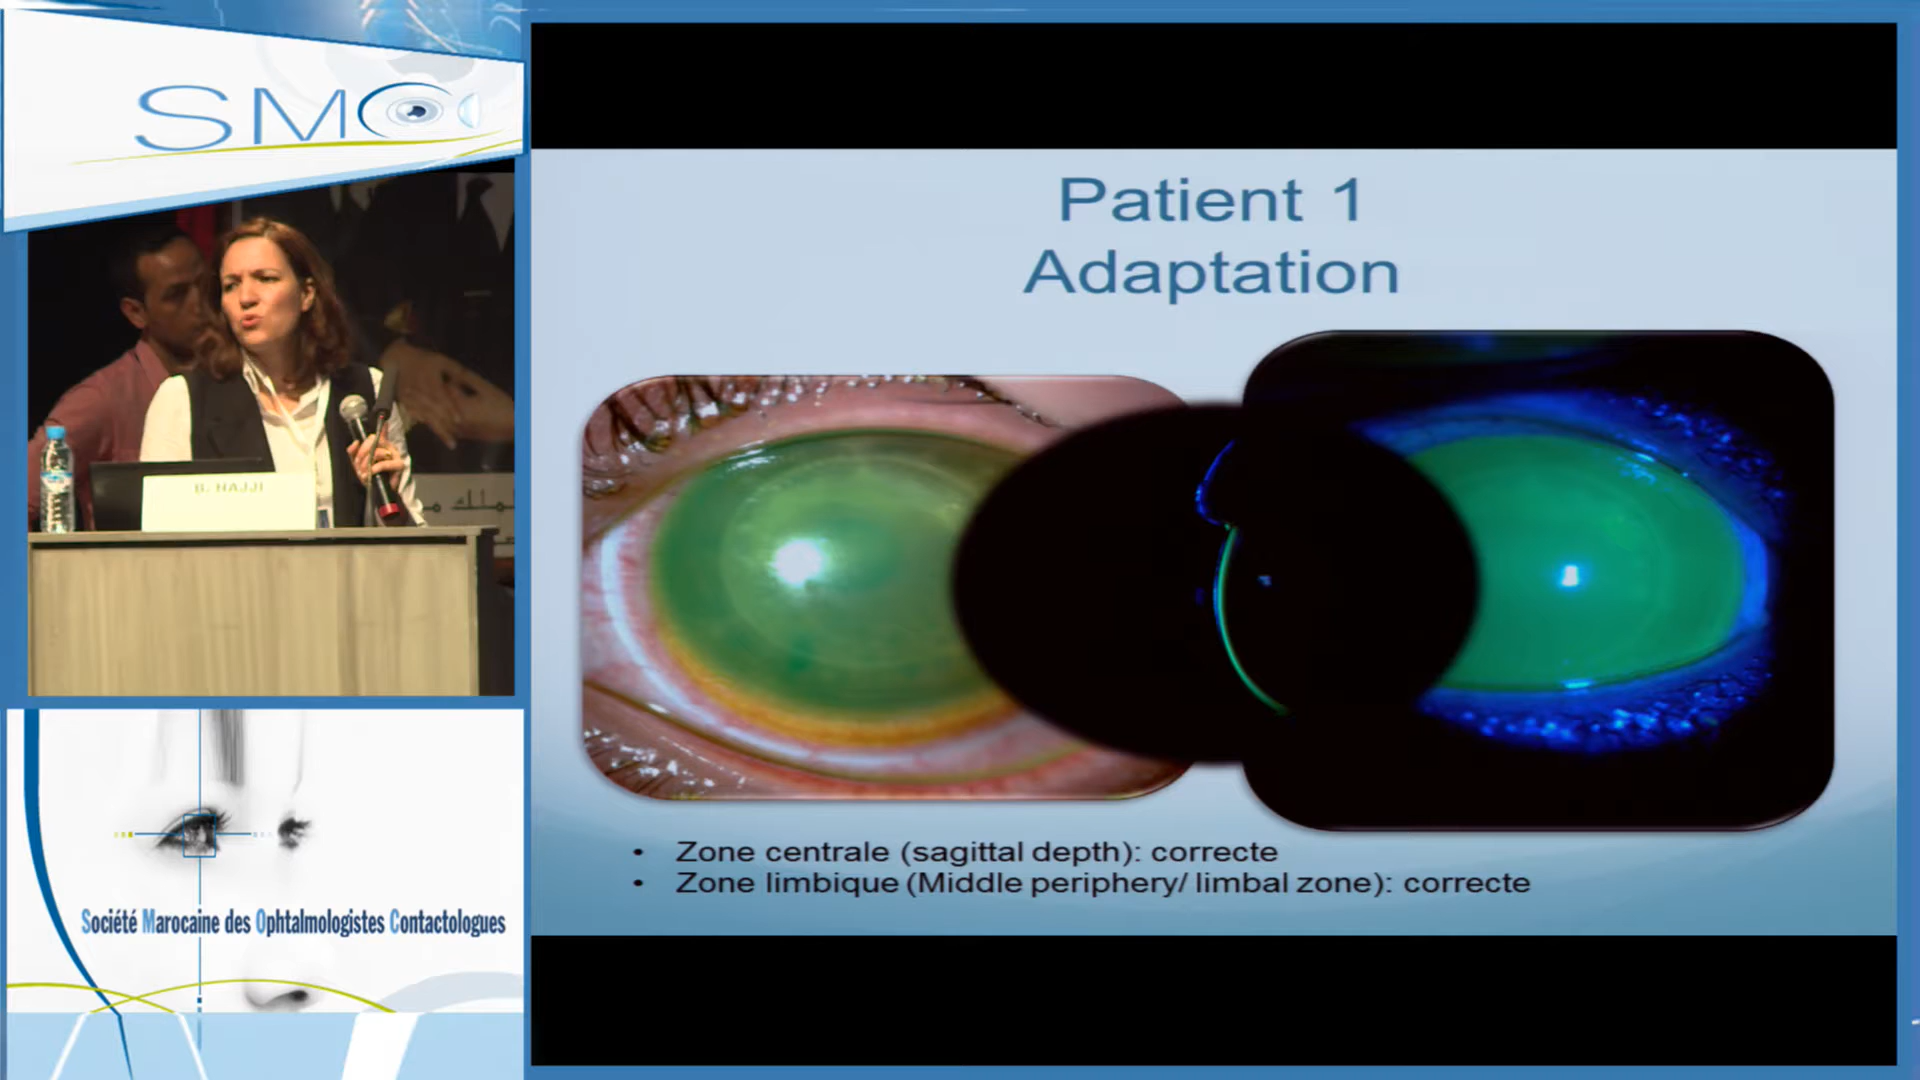 SMC
B. HAJJI
Société Marocaine des Ophtalmologistes Contactologues
Patient 1
Adaptation
• Zone centrale (sagittal depth): correcte
• Zone limbique (Middle periphery/ limbal zone): correcte